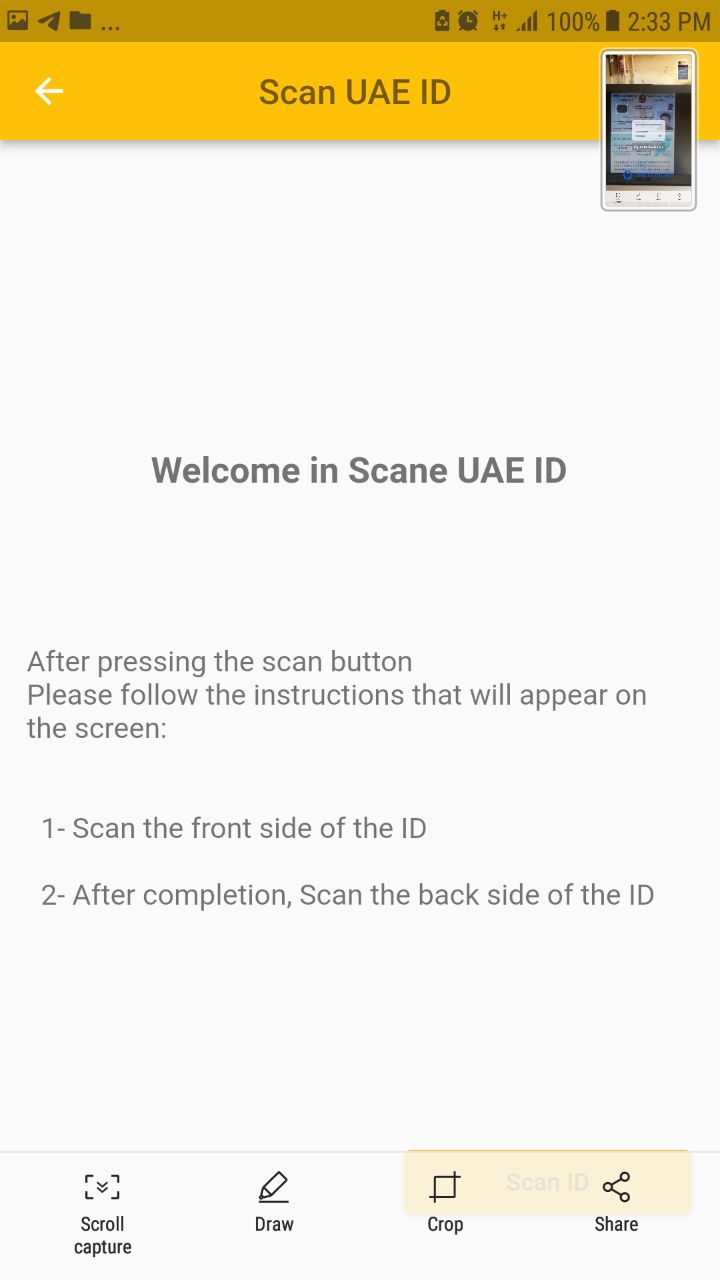 ... H+ 100% 2:33 PM
Scan UAE ID
Welcome in Scane UAE ID
After pressing the scan button
Please follow the instructions that will appear on
the screen:
1- Scan the front side of the ID
2- After completion, Scan the back side of the ID
Scan ID
Scroll
capture
Draw
Crop
Share